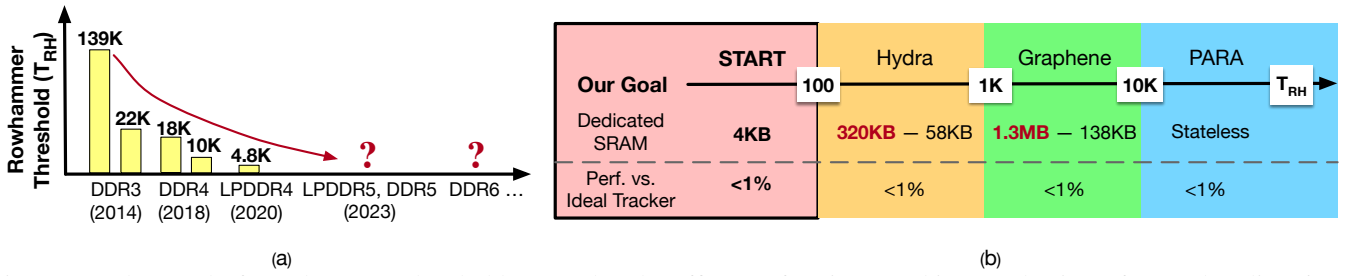 Rowhammer
Threshold (T_RH)
139K
22K
18K
10K
4.8K
?
?
DDR3
(2014)
DDR4
(2018)
LPDDR4
(2020)
LPDDR5, DDR5
(2023)
DDR6 ...
(a)
START
Hydra
Graphene
PARA
Our Goal
100
1K
10K
T_RH
Dedicated
SRAM
4KB
320KB – 58KB
1.3MB – 138KB
Stateless
Perf. vs.
Ideal Tracker
<1%
<1%
<1%
<1%
(b)